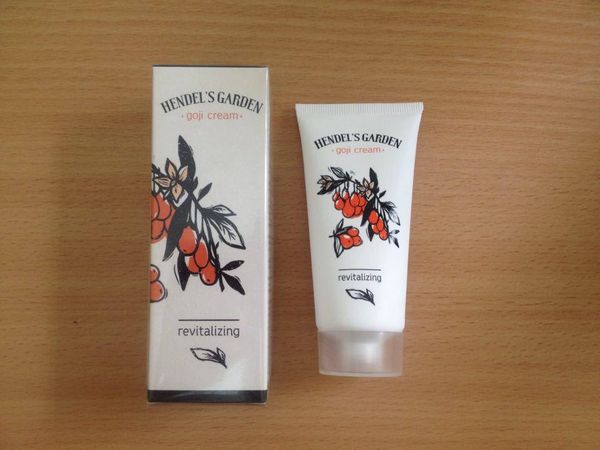 HENDEL'S GARDEN
· goji cream ·
revitalizing
HENDEL'S GARDEN
· goji cream ·
revitalizing